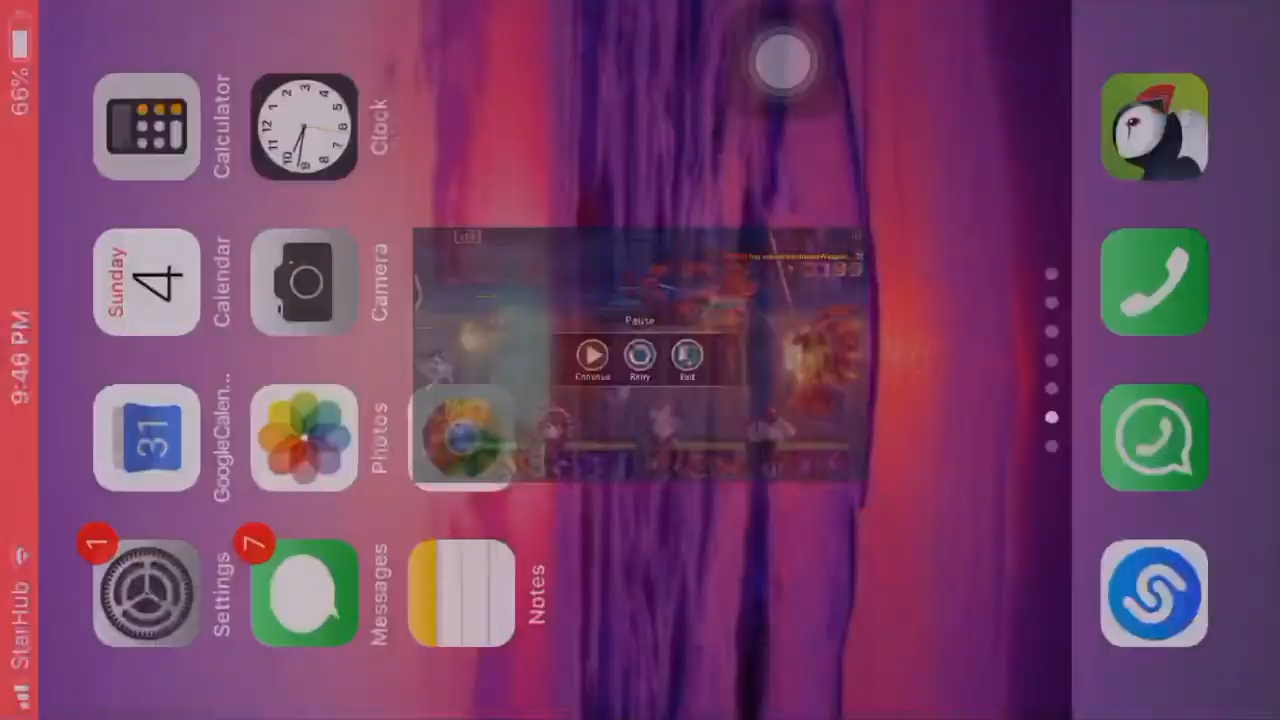 StarHub
9:46 PM
66%
1
Settings
GoogleCalen...
31
Sunday
4
Calendar
Calculator
7
Messages
Photos
Camera
Clock
Notes
Pause
Continue
Retry
Exit